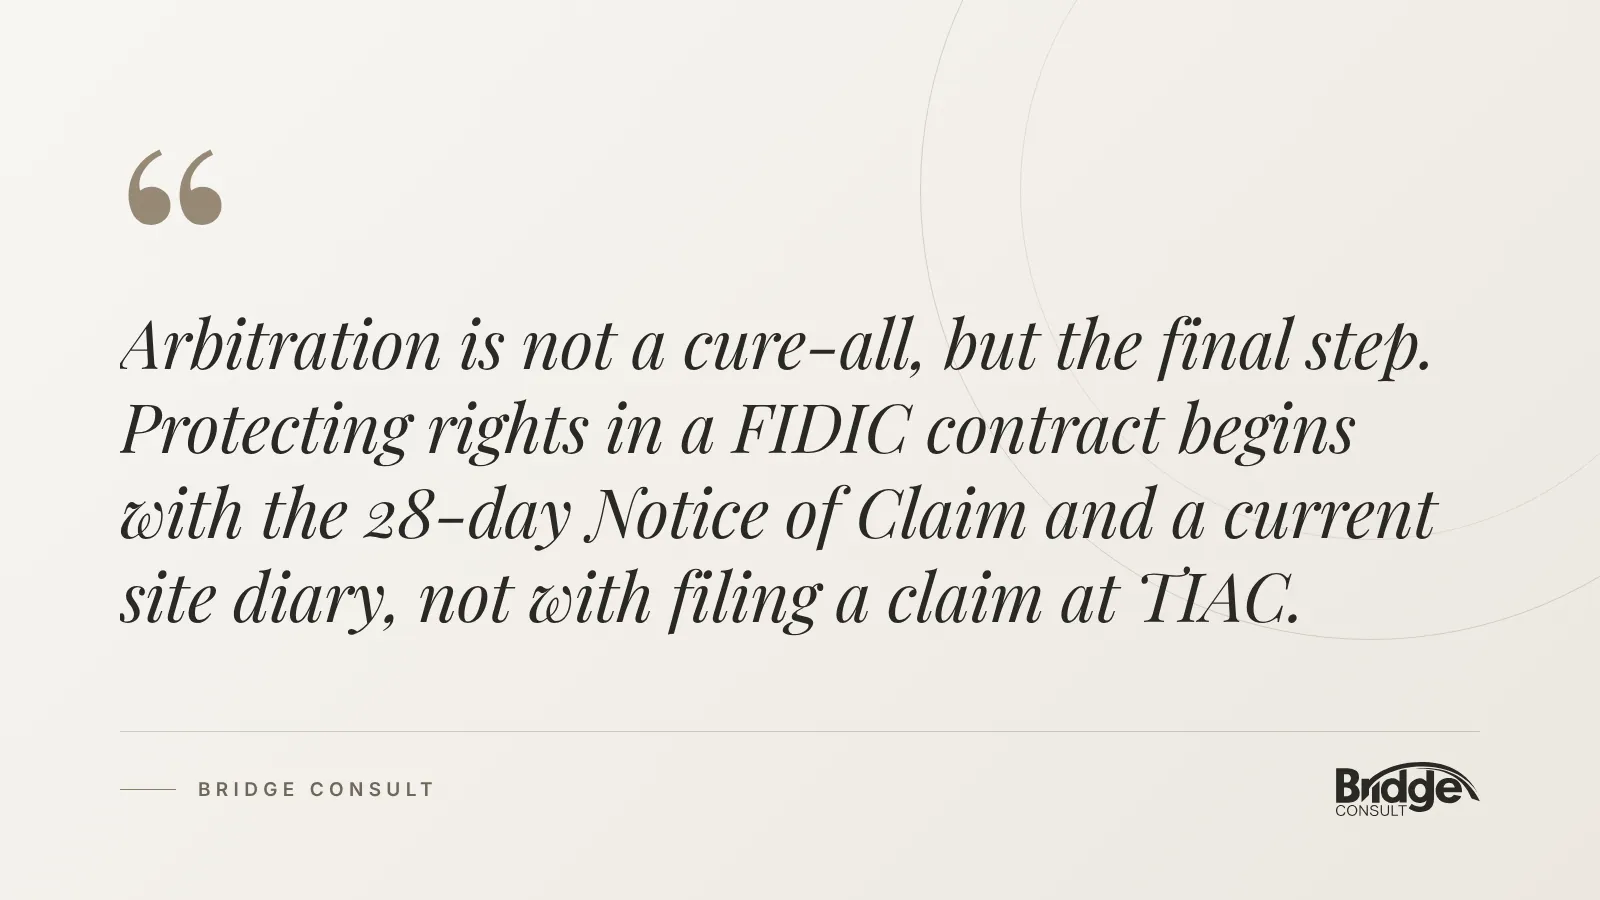 “
Arbitration is not a cure-all, but the final step.
Protecting rights in a FIDIC contract begins
with the 28-day Notice of Claim and a current
site diary, not with filing a claim at TIAC.
BRIDGE CONSULT
Bridge
CONSULT